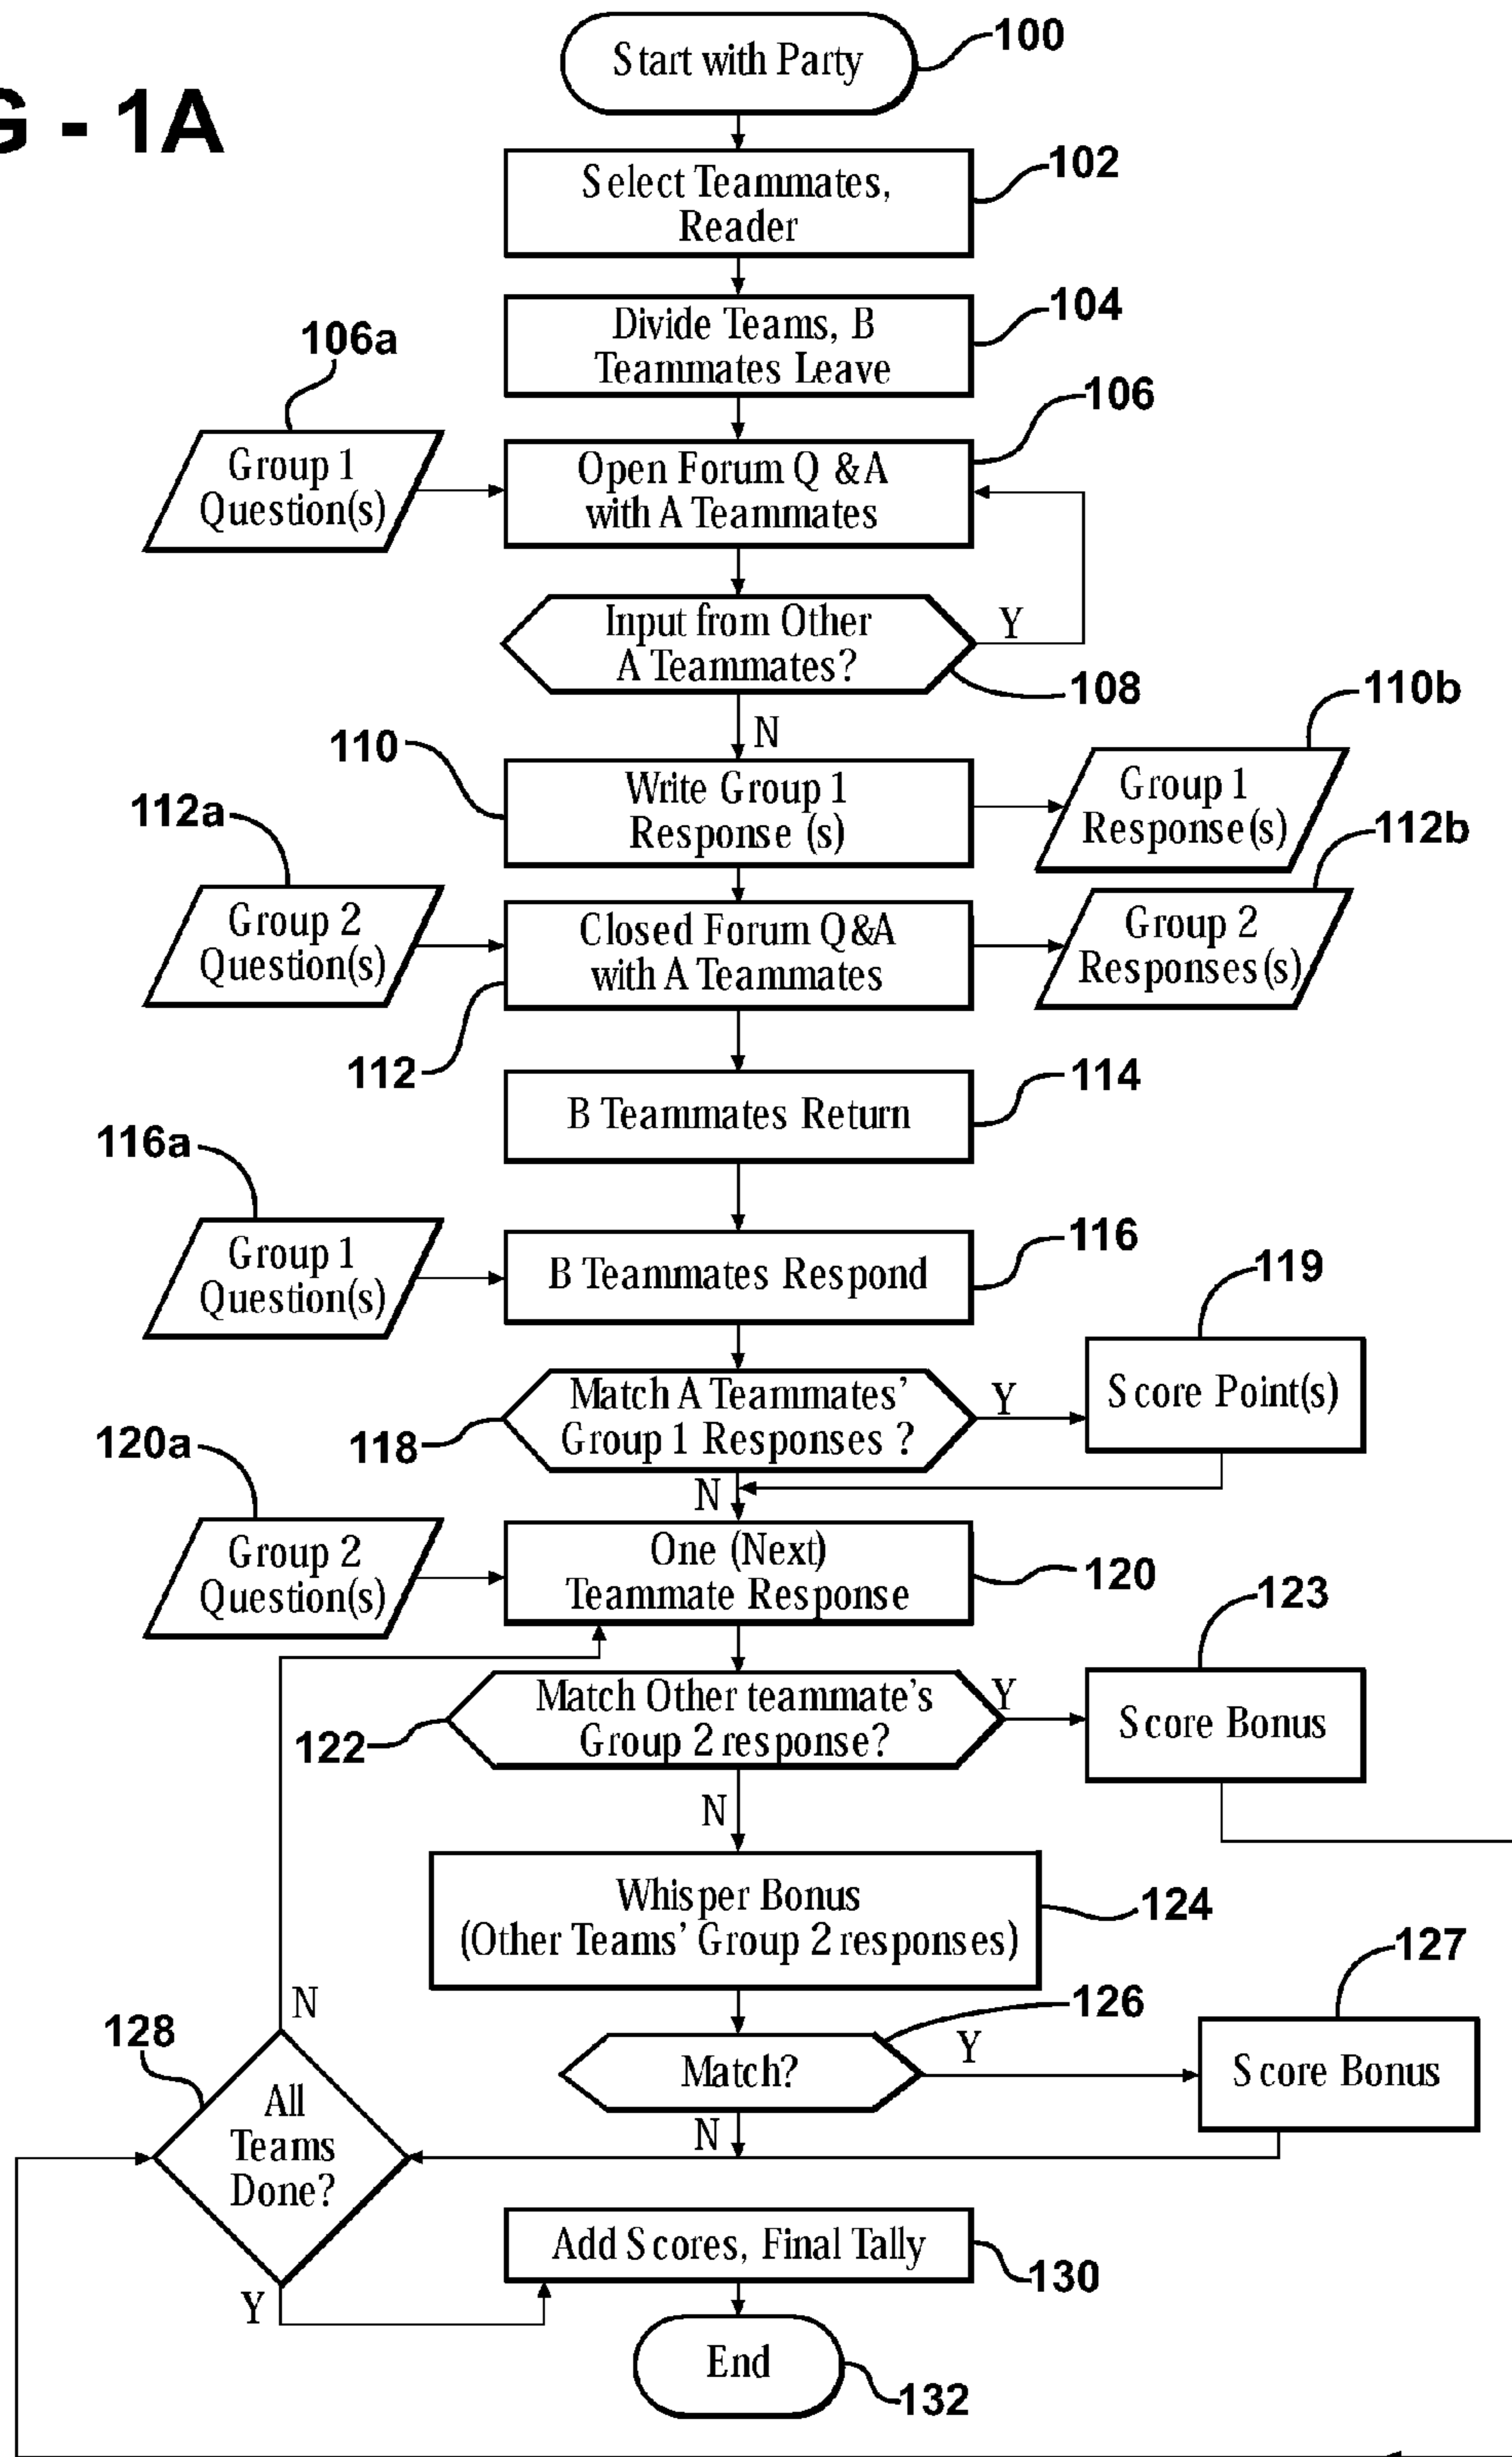 G - 1A
Start with Party
100
Select Teammates,
Reader
102
Divide Teams, B
Teammates Leave
104
106a
Group 1
Question(s)
Open Forum Q &A
with A Teammates
106
Input from Other
A Teammates?
Y
108
N
110
Write Group 1
Response (s)
110b
Group 1
Response(s)
112a
Group 2
Question(s)
Closed Forum Q&A
with A Teammates
112b
Group 2
Responses(s)
112
B Teammates Return
114
116a
Group 1
Question(s)
B Teammates Respond
116
119
Score Point(s)
Match A Teammates'
Group 1 Responses ?
Y
118
N
120a
Group 2
Question(s)
One (Next)
Teammate Response
120
123
Score Bonus
Match Other teammate's
Group 2 response?
Y
122
N
Whisper Bonus
(Other Teams' Group 2 responses)
124
126
127
Match?
Y
Score Bonus
N
N
128
All
Teams
Done?
Y
Add Scores, Final Tally
130
End
132